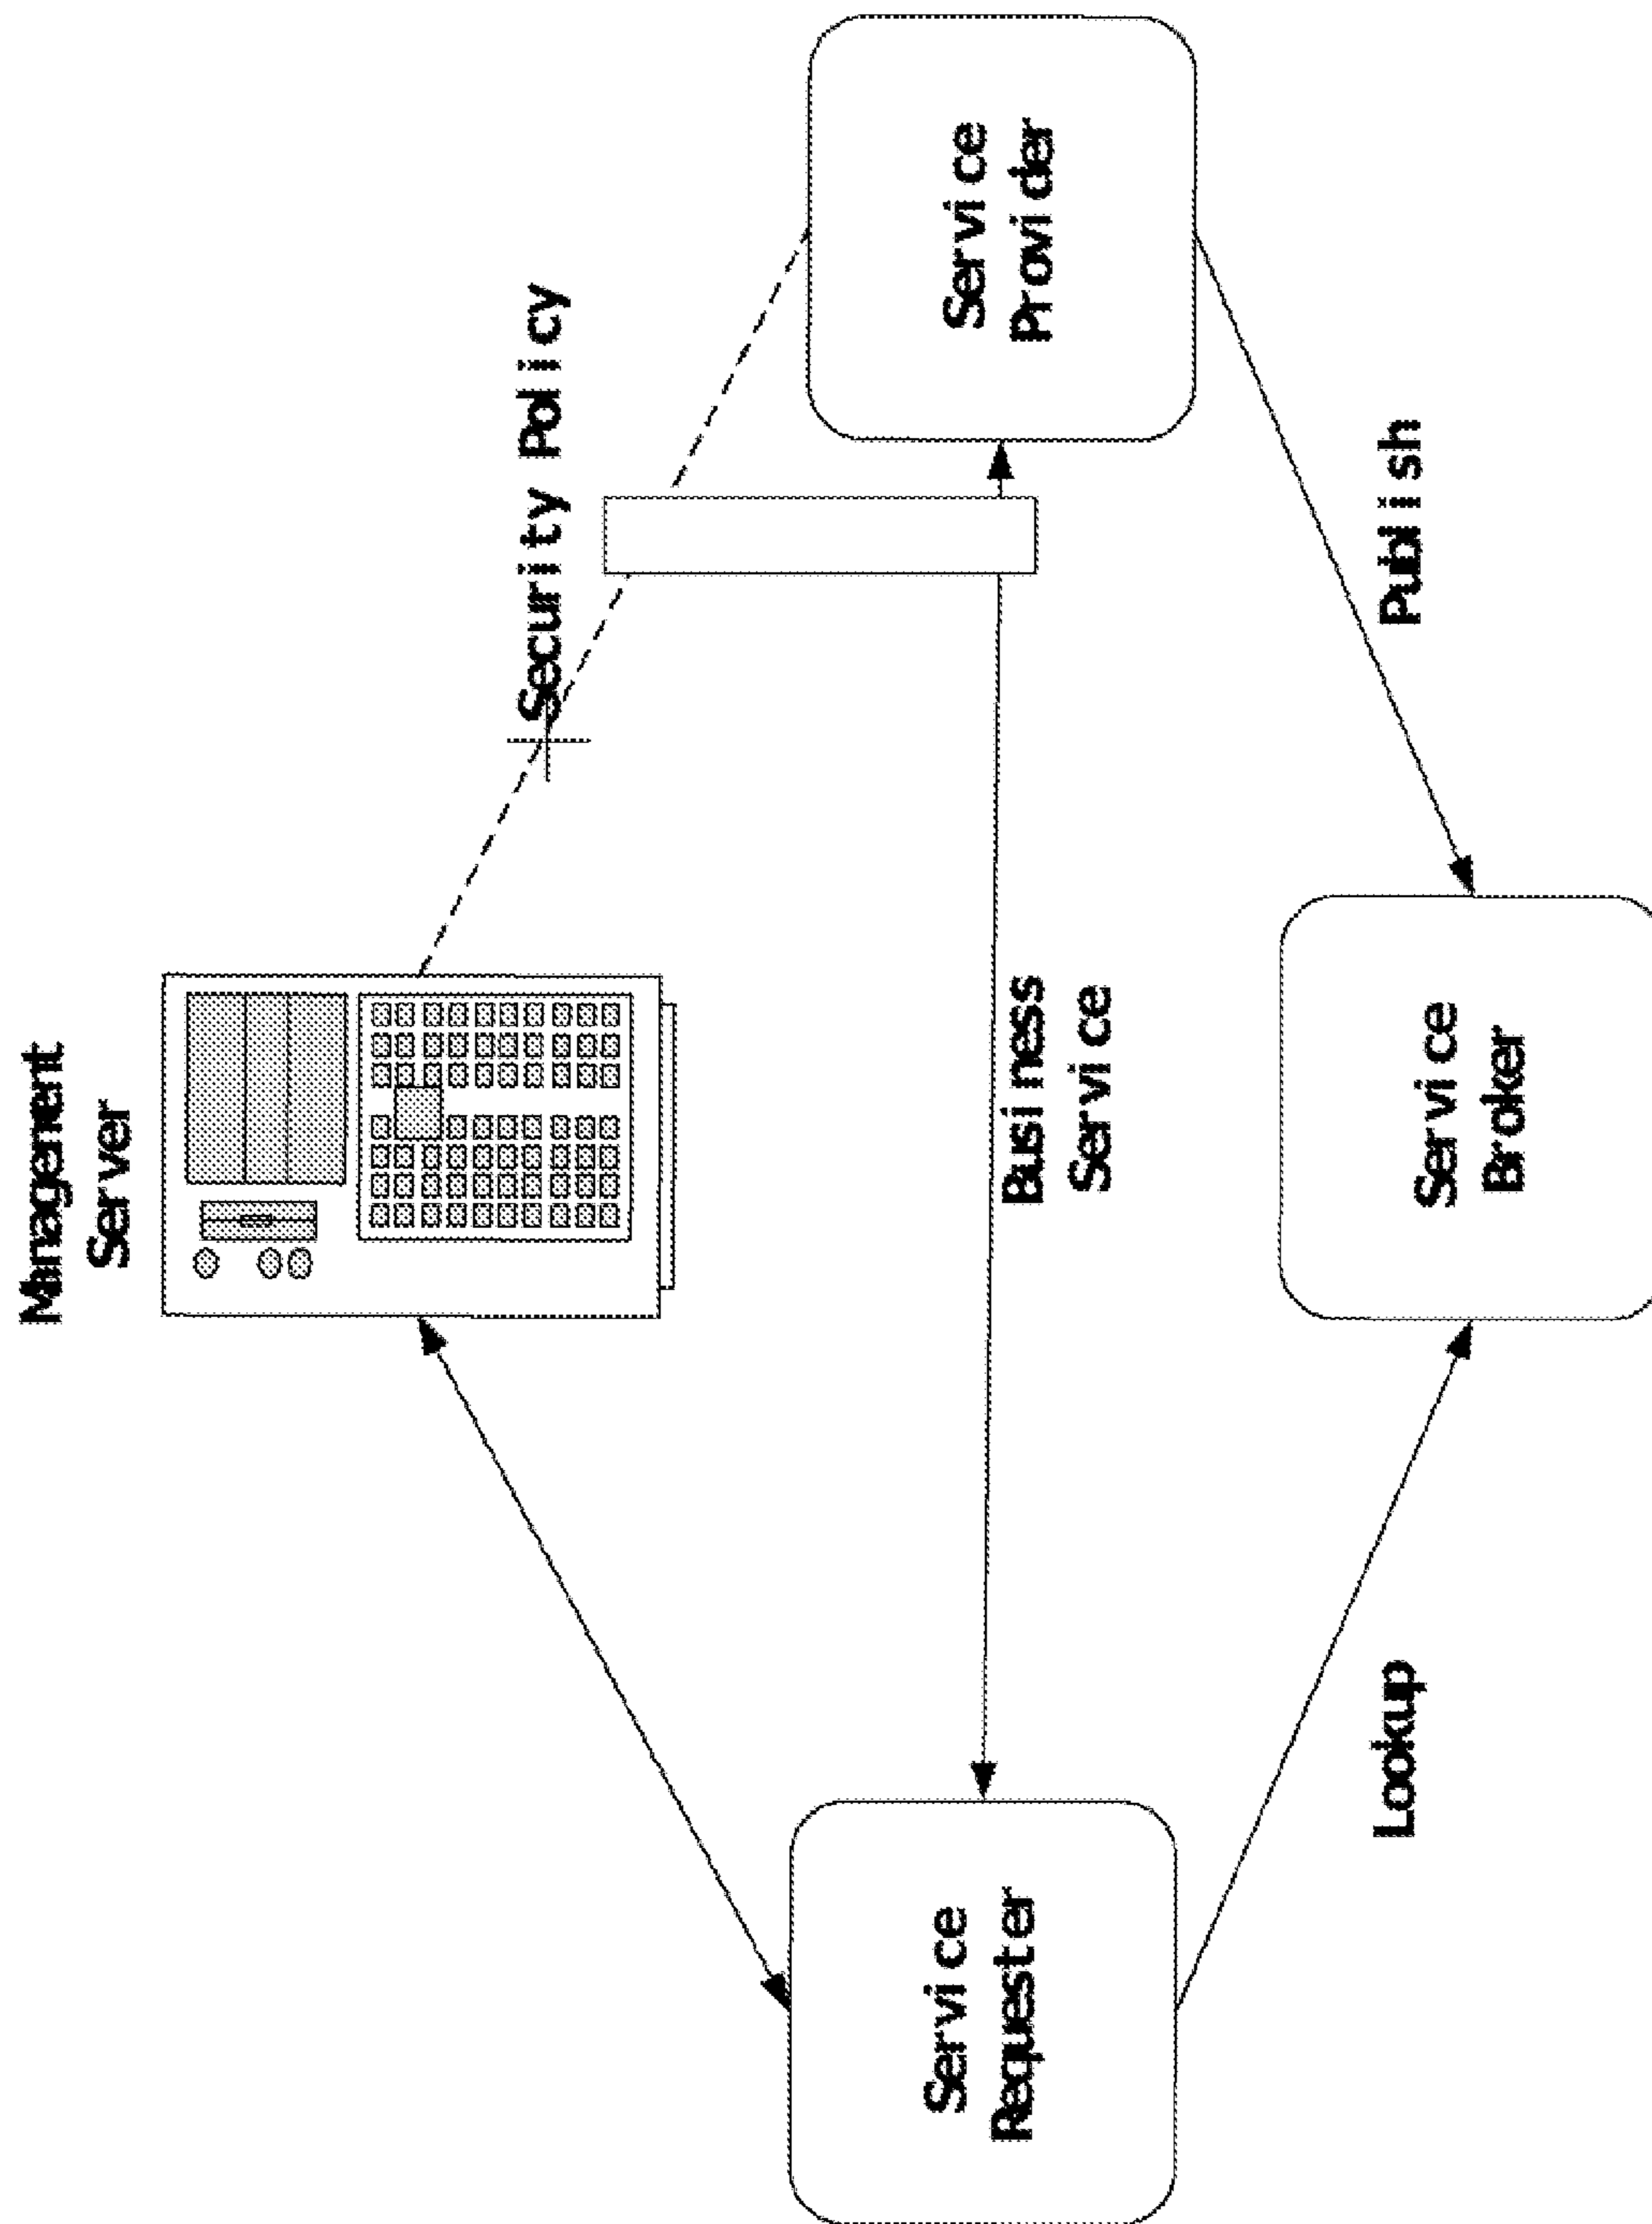 Management
Server
Security Policy
Service
Requester
Business
Service
Service
Provider
Lookup
Publish
Service
Broker